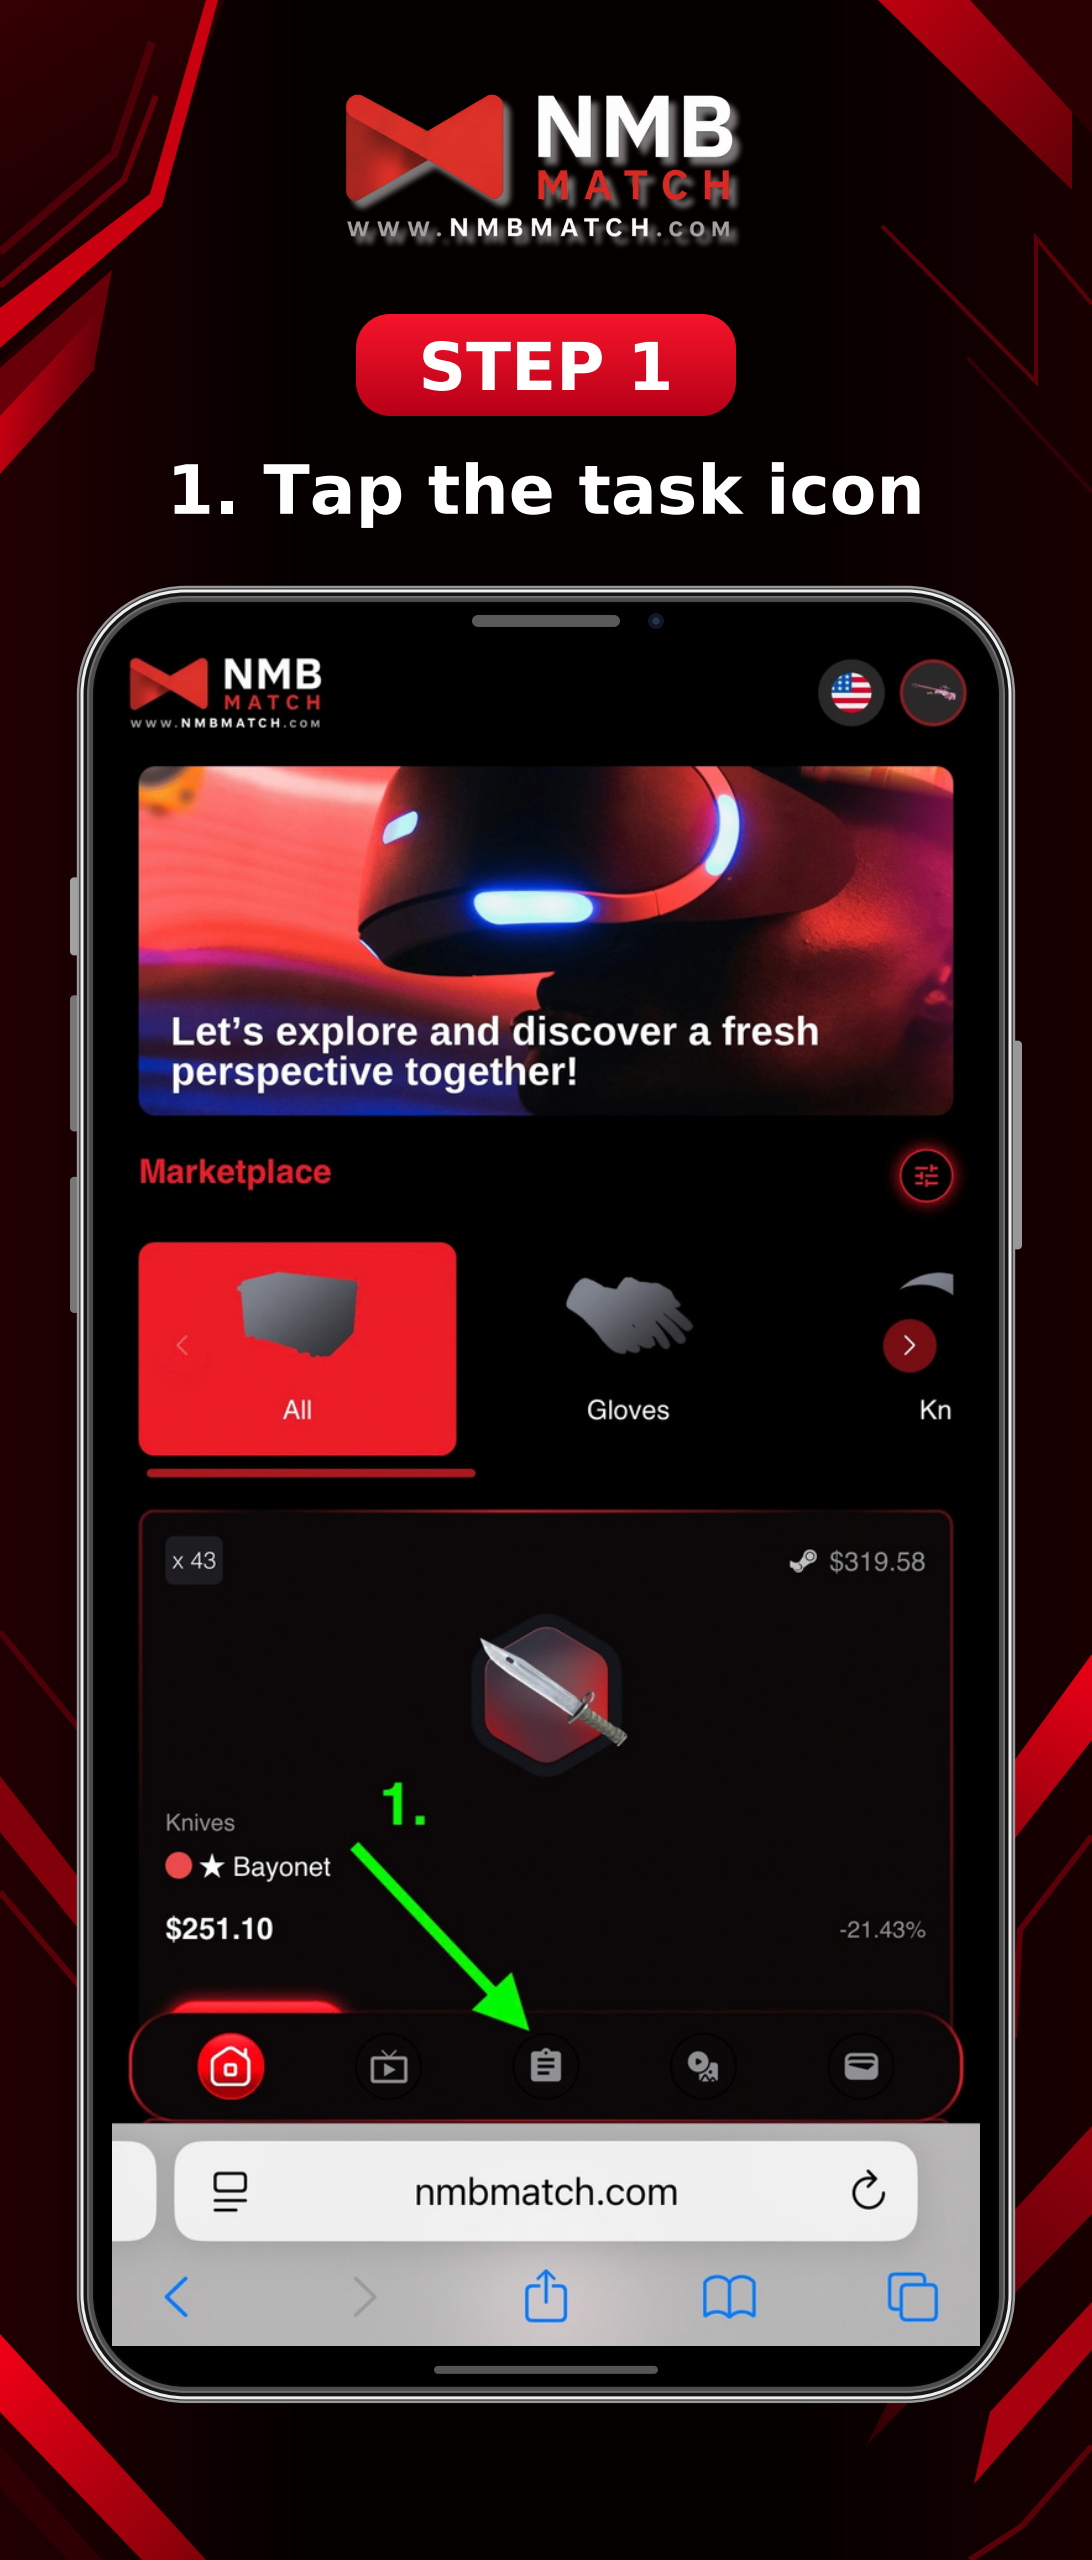 NMB
MATCH
WWW.NMBMATCH.COM
STEP 1
1. Tap the task icon
NMB
MATCH
WWW.NMBMATCH.COM
Let’s explore and discover a fresh
perspective together!
Marketplace
All
Gloves
Kn
x 43
$319.58
1.
Knives
★ Bayonet
$251.10
-21.43%
nmbmatch.com